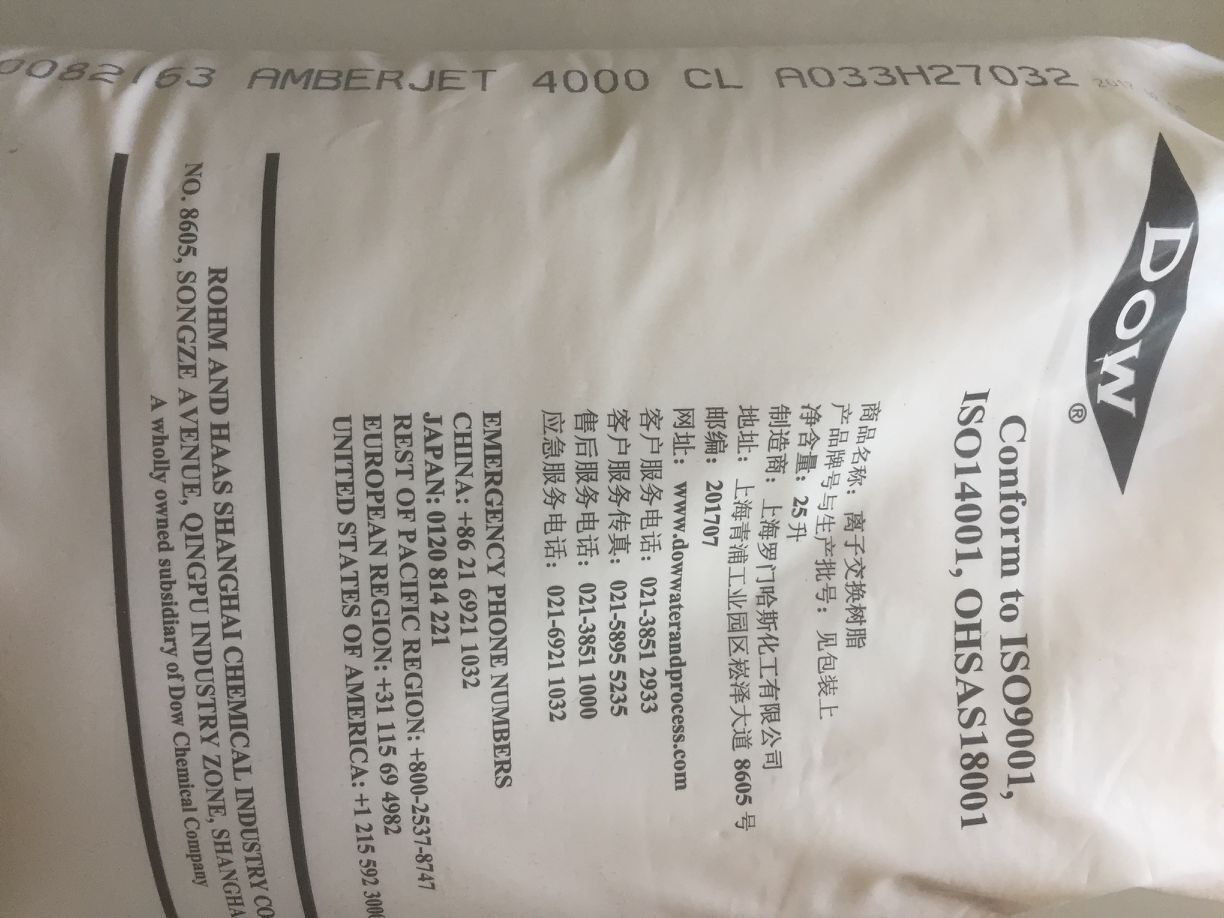 AMBERJET 4000 CL A033H27032
DOW®
Conform to ISO9001,
ISO14001, OHSAS18001
商品名称：离子交换树脂
产品牌号与生产批号：见包装上
净含量：25升
制造商：上海罗门哈斯化工有限公司
地址：上海青浦工业园区崧泽大道 8605 号
邮编：201707
网址：www.dowwaterandprocess.com
客户服务电话：021-3851 2933
客户服务传真：021-5895 5235
售后服务电话：021-3851 1000
应急服务电话：021-6921 1032
EMERGENCY PHONE NUMBERS
CHINA: +86 21 6921 1032
JAPAN: 0120 814 221
REST OF PACIFIC REGION: +800-2537-8747
EUROPEAN REGION: +31 115 69 4982
UNITED STATES OF AMERICA: +1 215 592 3000
ROHM AND HAAS SHANGHAI CHEMICAL INDUSTRY CO
NO. 8605, SONGZE AVENUE, QINGPU INDUSTRY ZONE, SHANGHA
A wholly owned subsidiary of Dow Chemical Company